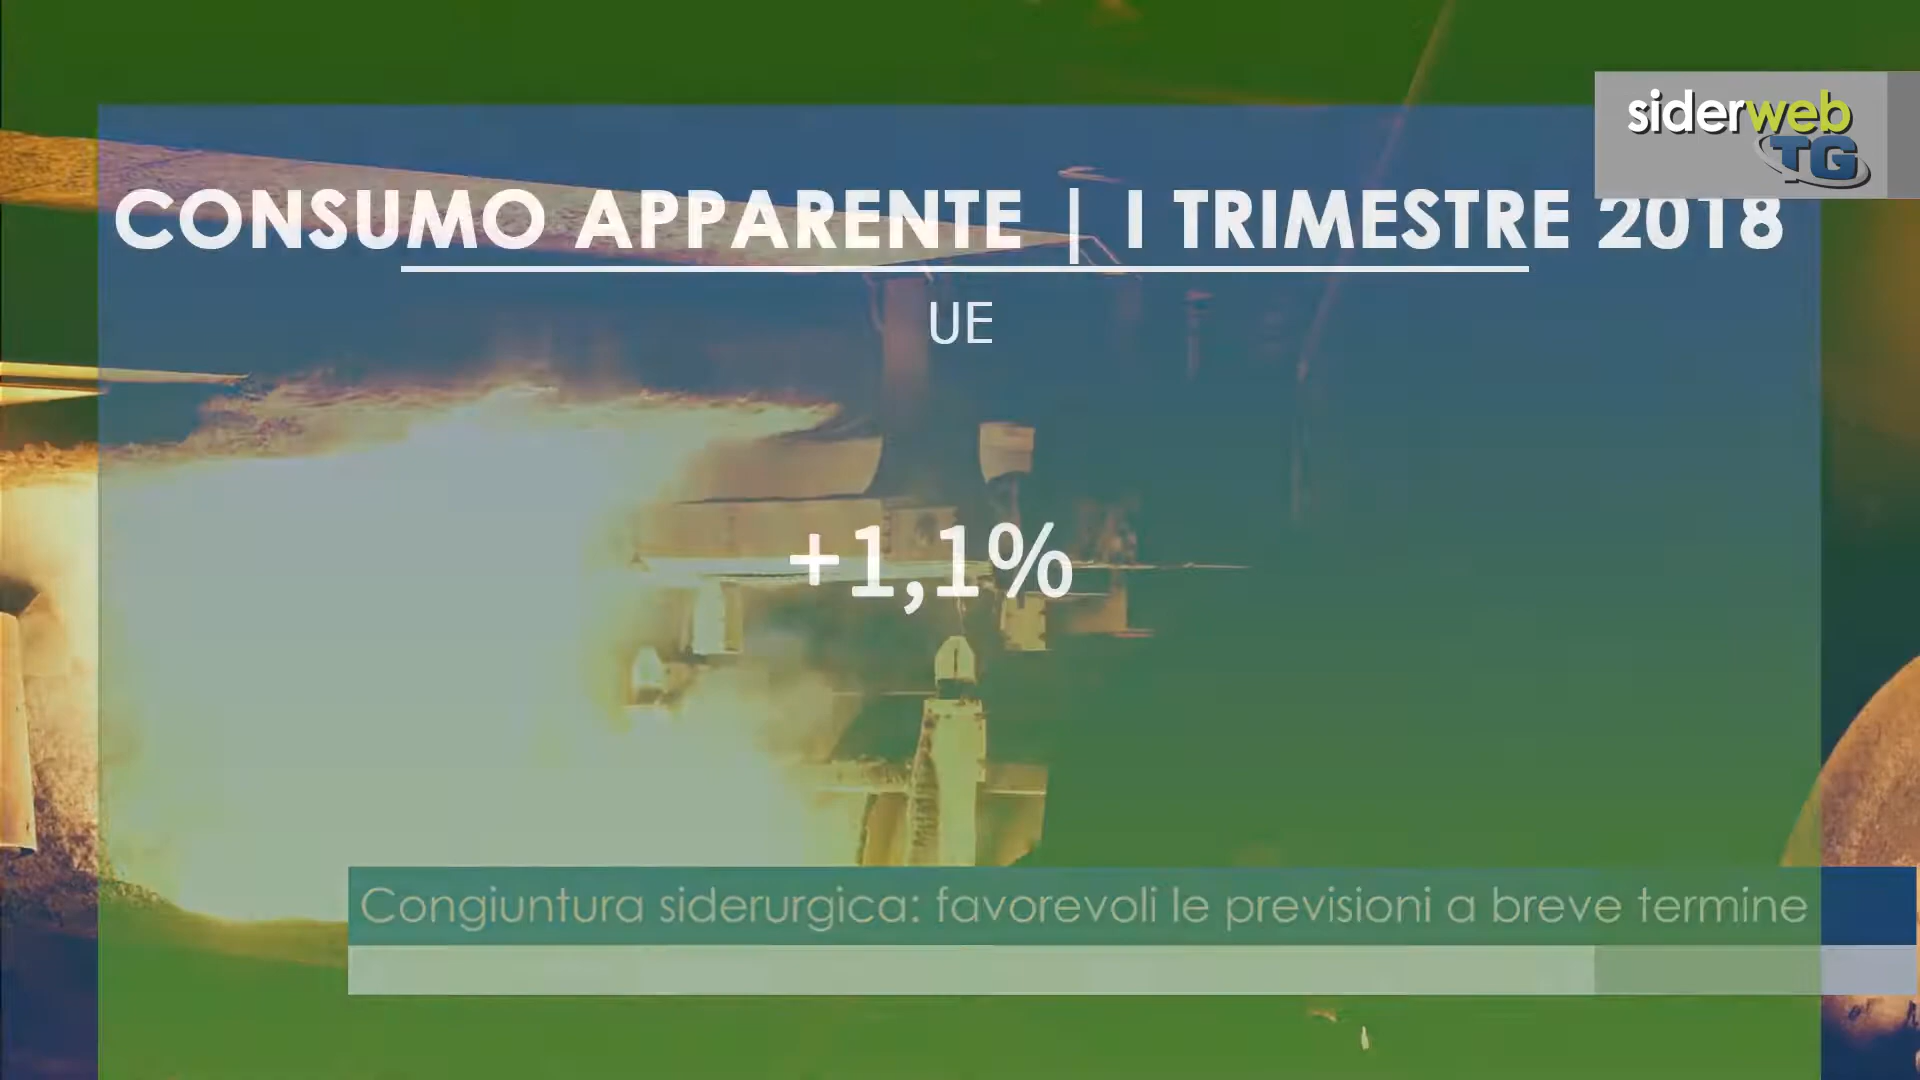 siderweb
TG
CONSUMO APPARENTE | I TRIMESTRE 2018
UE
+1,1%
Congiuntura siderurgica: favorevoli le previsioni a breve termine